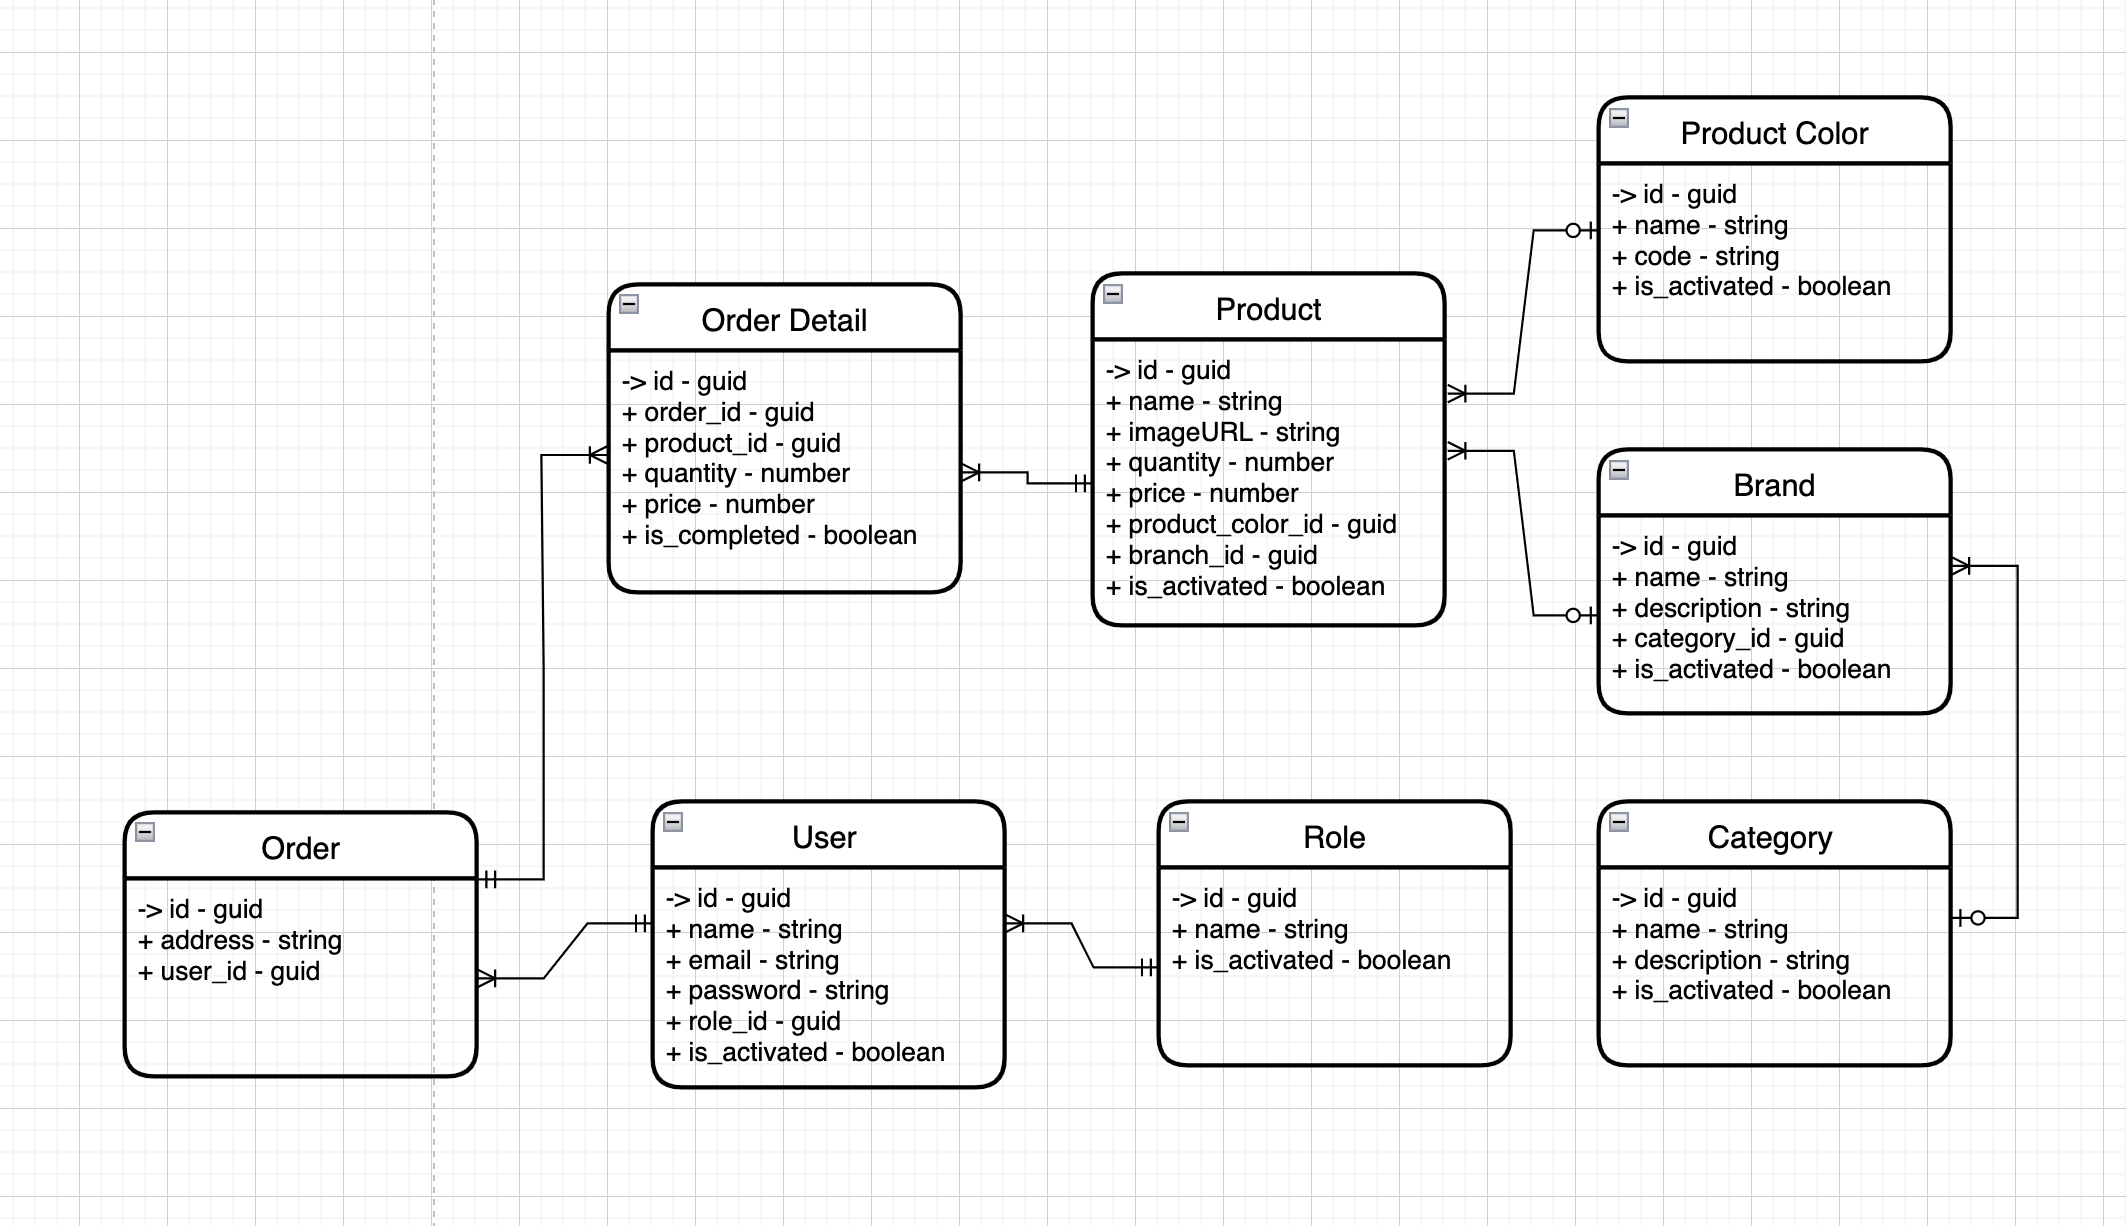 Product Color
-> id - guid
+ name - string
+ code - string
+ is_activated - boolean
Order Detail
-> id - guid
+ order_id - guid
+ product_id - guid
+ quantity - number
+ price - number
+ is_completed - boolean
Product
-> id - guid
+ name - string
+ imageURL - string
+ quantity - number
+ price - number
+ product_color_id - guid
+ branch_id - guid
+ is_activated - boolean
Brand
-> id - guid
+ name - string
+ description - string
+ category_id - guid
+ is_activated - boolean
Order
-> id - guid
+ address - string
+ user_id - guid
User
-> id - guid
+ name - string
+ email - string
+ password - string
+ role_id - guid
+ is_activated - boolean
Role
-> id - guid
+ name - string
+ is_activated - boolean
Category
-> id - guid
+ name - string
+ description - string
+ is_activated - boolean